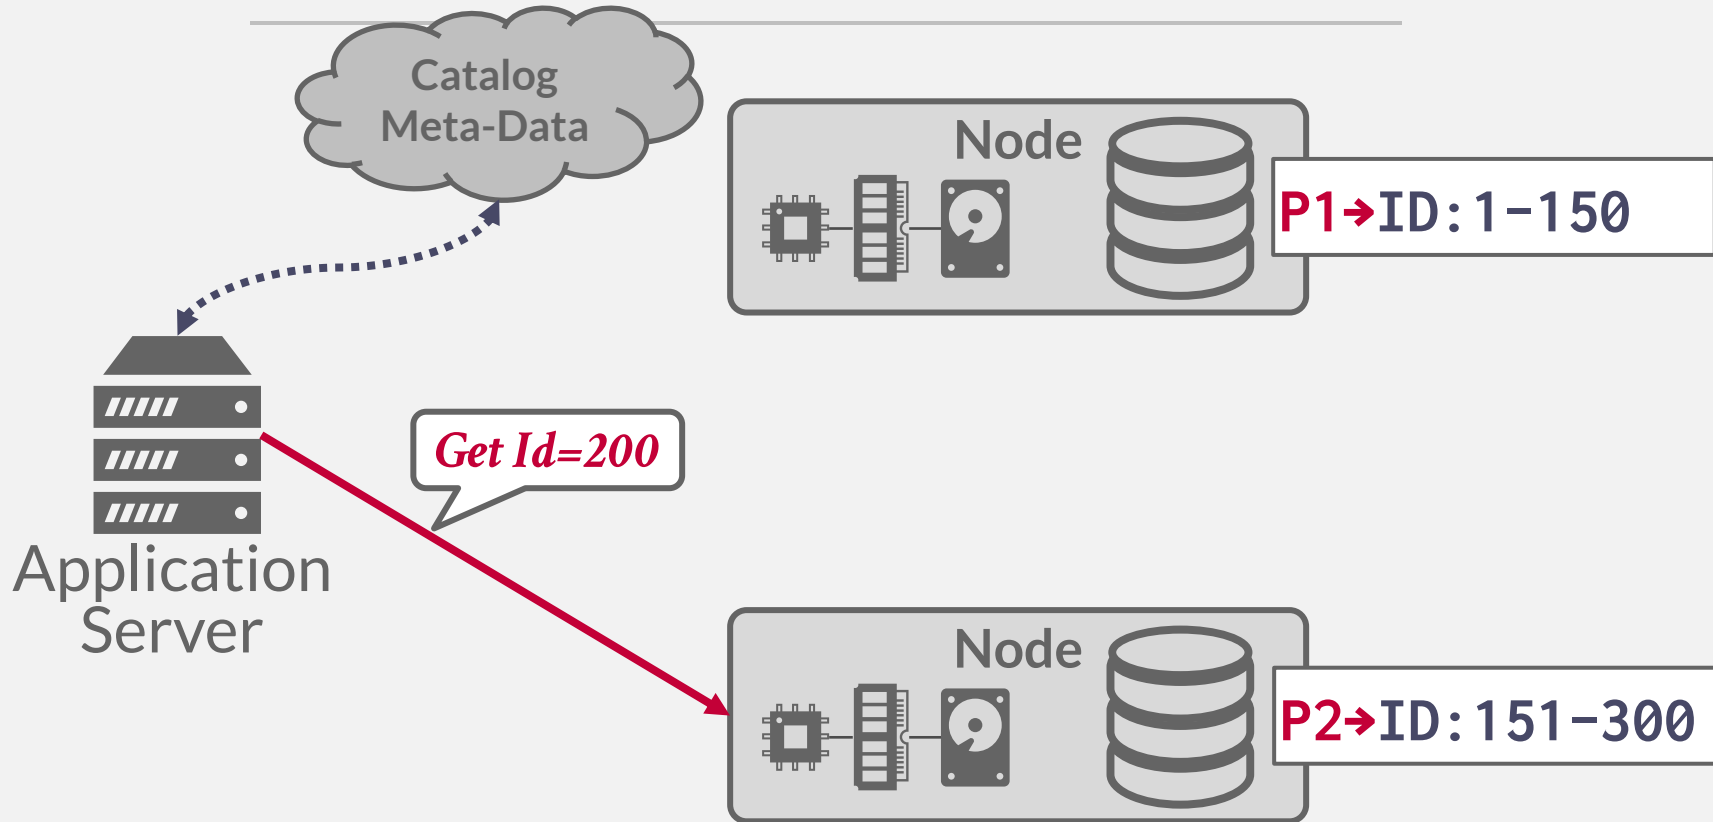 Catalog
Meta-Data
Node
P1→ID:1-150
Get Id=200
Application
Server
Node
P2→ID:151-300